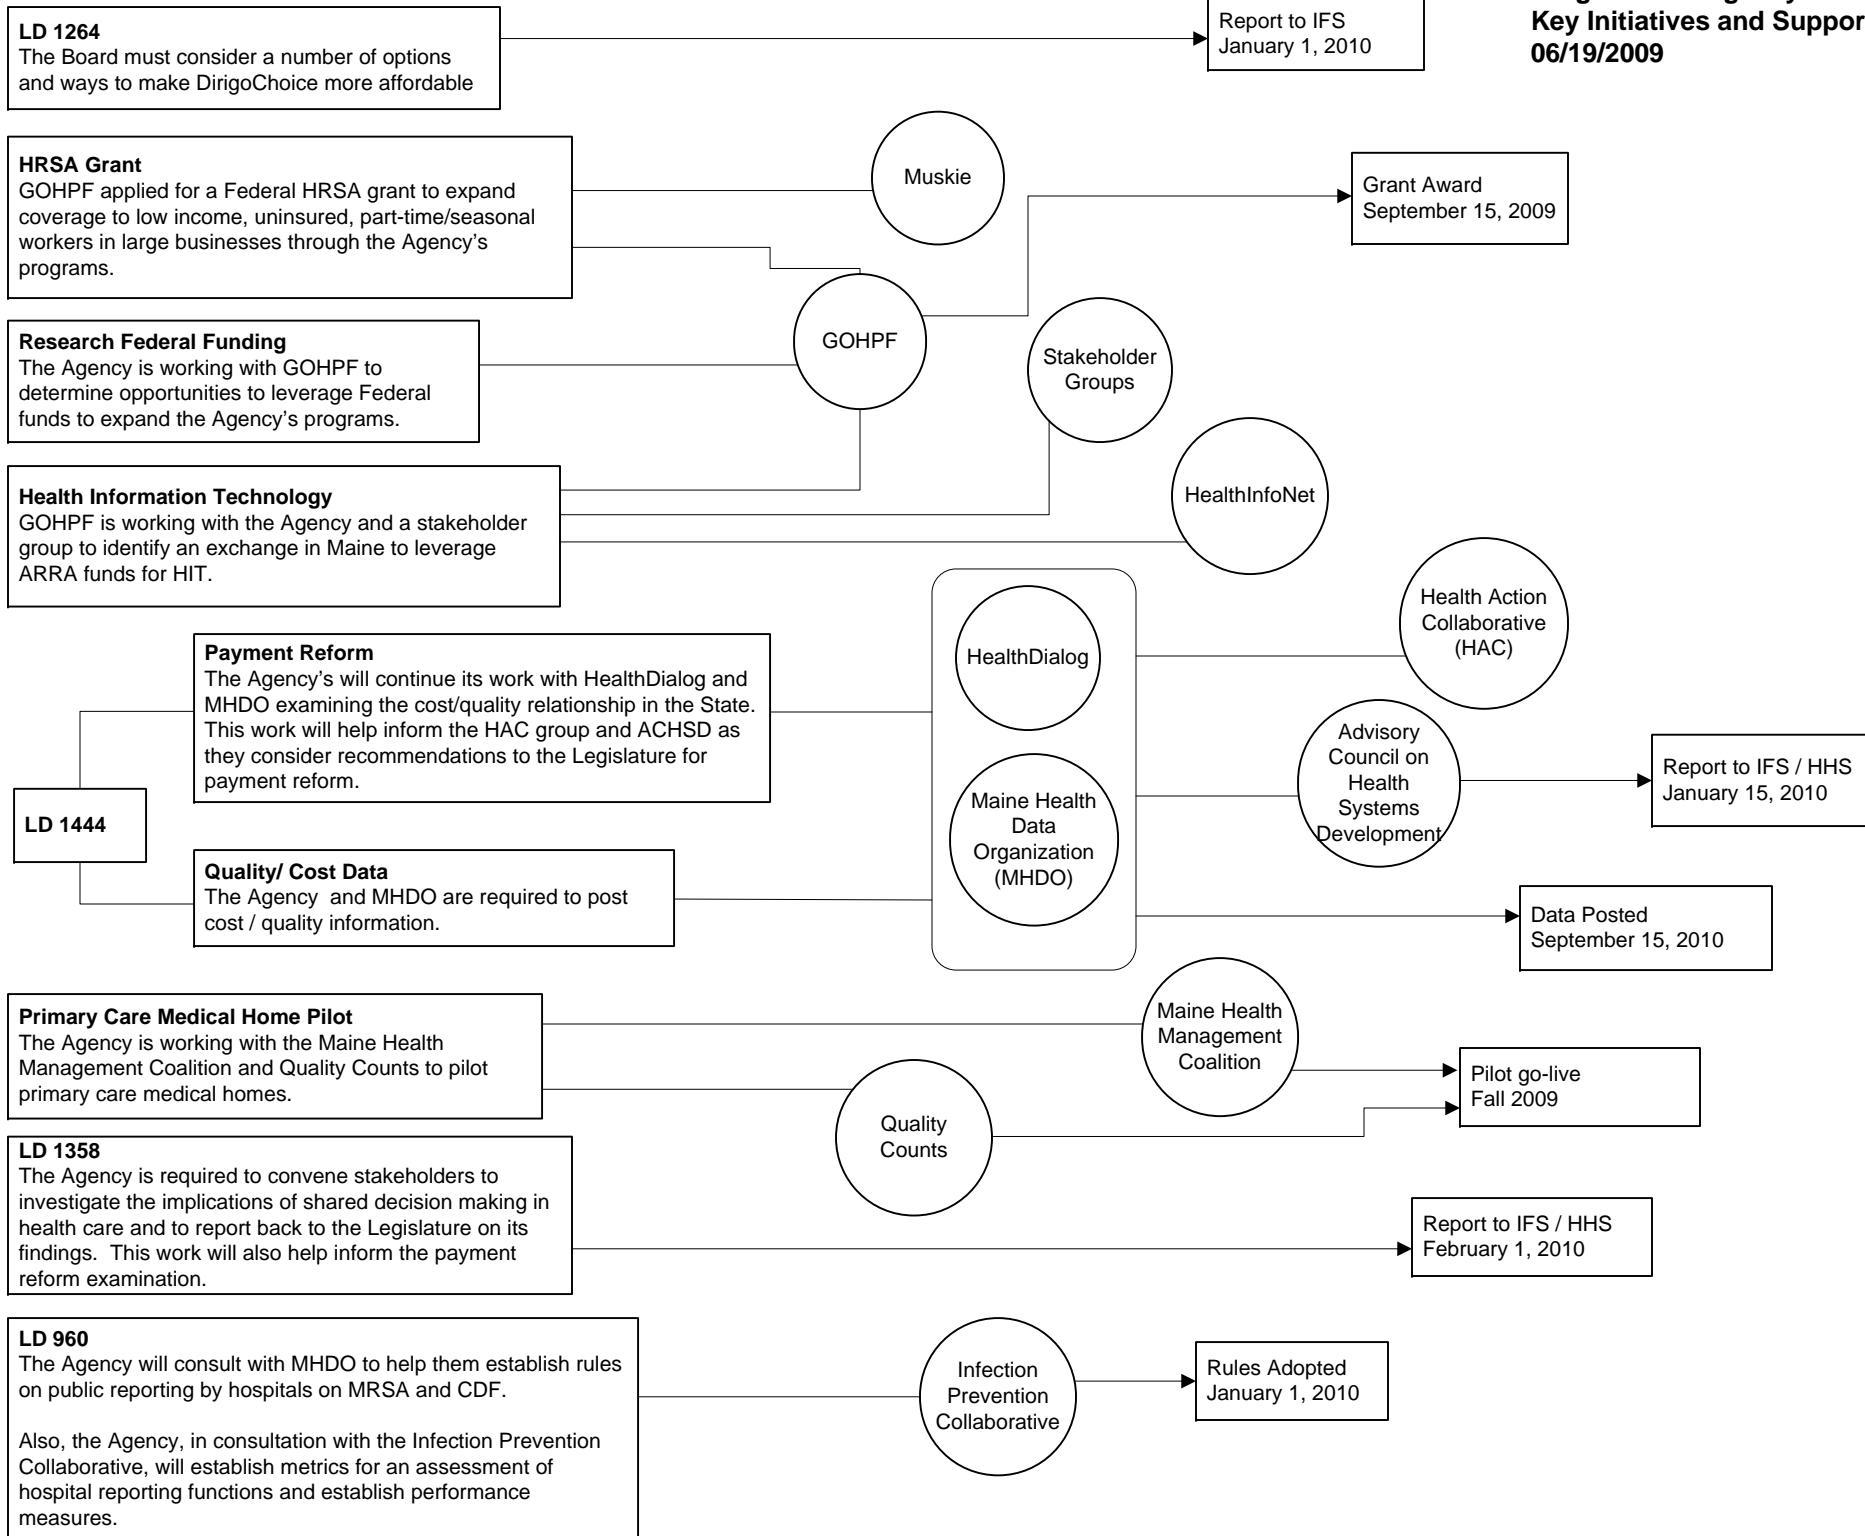 Key Initiatives and Suppor
06/19/2009
LD 1264
The Board must consider a number of options
and ways to make DirigoChoice more affordable
Report to IFS
January 1, 2010
HRSA Grant
GOHPF applied for a Federal HRSA grant to expand
coverage to low income, uninsured, part-time/seasonal
workers in large businesses through the Agency's
programs.
Muskie
Grant Award
September 15, 2009
GOHPF
Research Federal Funding
The Agency is working with GOHPF to
determine opportunities to leverage Federal
funds to expand the Agency's programs.
Stakeholder
Groups
Health Information Technology
GOHPF is working with the Agency and a stakeholder
group to identify an exchange in Maine to leverage
ARRA funds for HIT.
HealthInfoNet
Payment Reform
The Agency's will continue its work with HealthDialog and
MHDO examining the cost/quality relationship in the State.
This work will help inform the HAC group and ACHSD as
they consider recommendations to the Legislature for
payment reform.
HealthDialog
Health Action
Collaborative
(HAC)
LD 1444
Maine Health
Data
Organization
(MHDO)
Advisory
Council on
Health
Systems
Development
Report to IFS / HHS
January 15, 2010
Quality/ Cost Data
The Agency  and MHDO are required to post
cost / quality information.
Data Posted
September 15, 2010
Primary Care Medical Home Pilot
The Agency is working with the Maine Health
Management Coalition and Quality Counts to pilot
primary care medical homes.
Maine Health
Management
Coalition
Quality
Counts
Pilot go-live
Fall 2009
LD 1358
The Agency is required to convene stakeholders to
investigate the implications of shared decision making in
health care and to report back to the Legislature on its
findings.  This work will also help inform the payment
reform examination.
Report to IFS / HHS
February 1, 2010
LD 960
The Agency will consult with MHDO to help them establish rules
on public reporting by hospitals on MRSA and CDF.
Also, the Agency, in consultation with the Infection Prevention
Collaborative, will establish metrics for an assessment of
hospital reporting functions and establish performance
measures.
Infection
Prevention
Collaborative
Rules Adopted
January 1, 2010